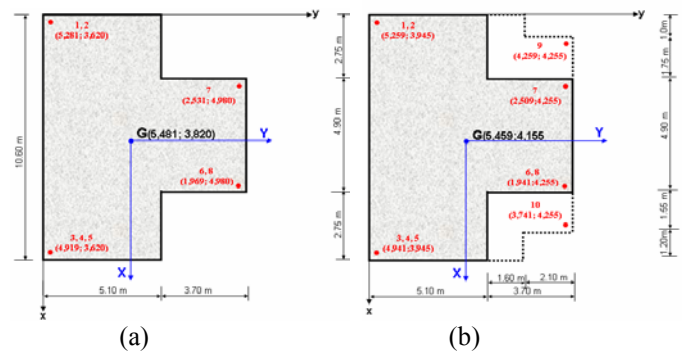 y
1, 2
(5,281; 3,620)
7
(2,531; 4,980)
G(5,481; 3,820)
Y
6, 8
(1,969; 4,980)
3, 4, 5
(4,919; 3,620)
X
x
10.60 m
2.75 m
4.90 m
2.75 m
5.10 m
3.70 m
(a)
y
1, 2
(5,259; 3,945)
9
(4,259; 4,255)
7
(2,509; 4,255)
G(5,459;4,155
Y
6, 8
(1,941; 4,255)
10
(3,741; 4,255)
3, 4, 5
(4,941; 3,945)
X
x
1.0m
1.75 m
4.90 m
1.55 m
1.20m
1.60 m
2.10 m
5.10 m
3.70 m
(b)